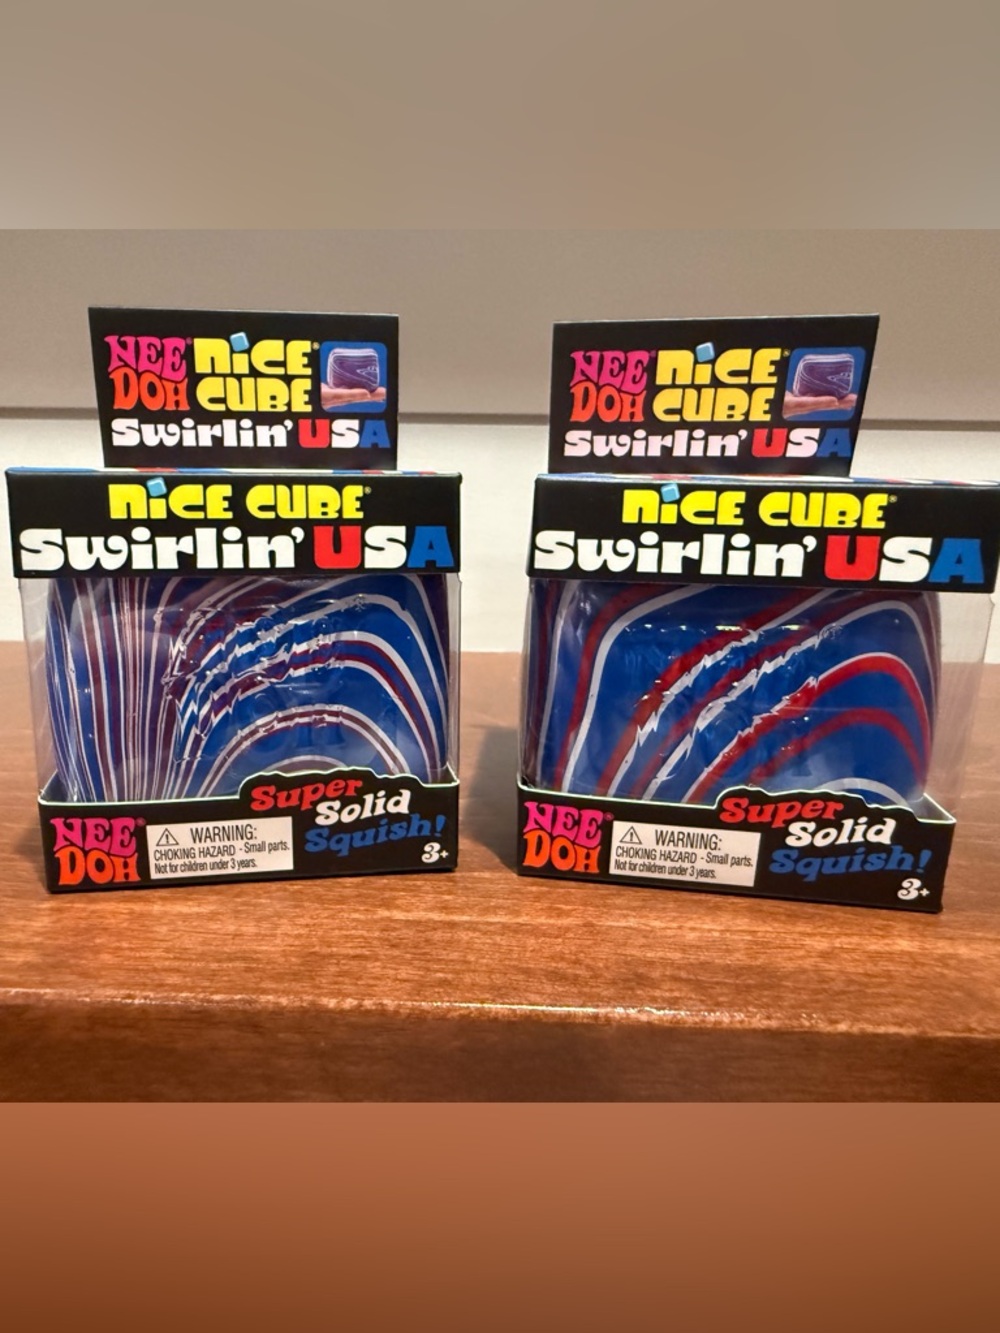 NEE DOH
NICE CUBE®
Swirlin' USA
NICE CUBE®
Swirlin' USA
NEE DOH
WARNING:
CHOKING HAZARD - Small parts.
Not for children under 3 years.
Super
Solid
Squish!
3+
NEE DOH
NICE CUBE®
Swirlin' USA
NICE CUBE®
Swirlin' USA
NEE DOH
WARNING:
CHOKING HAZARD - Small parts.
Not for children under 3 years.
Super
Solid
Squish!
3+